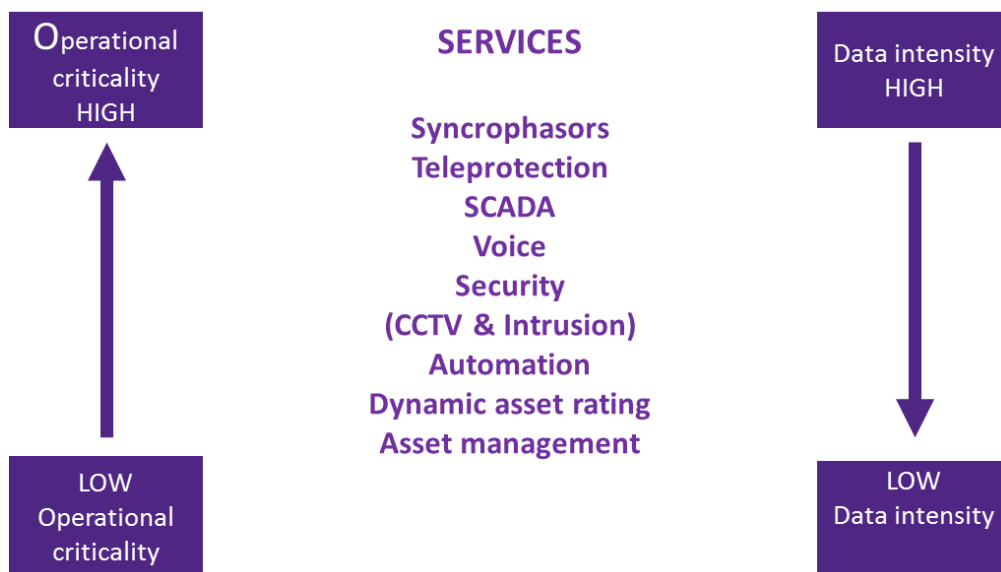 Operational
criticality
HIGH
SERVICES
Data intensity
HIGH
Syncrophasors
Teleprotection
SCADA
Voice
Security
(CCTV & Intrusion)
Automation
Dynamic asset rating
Asset management
LOW
Operational
criticality
LOW
Data intensity